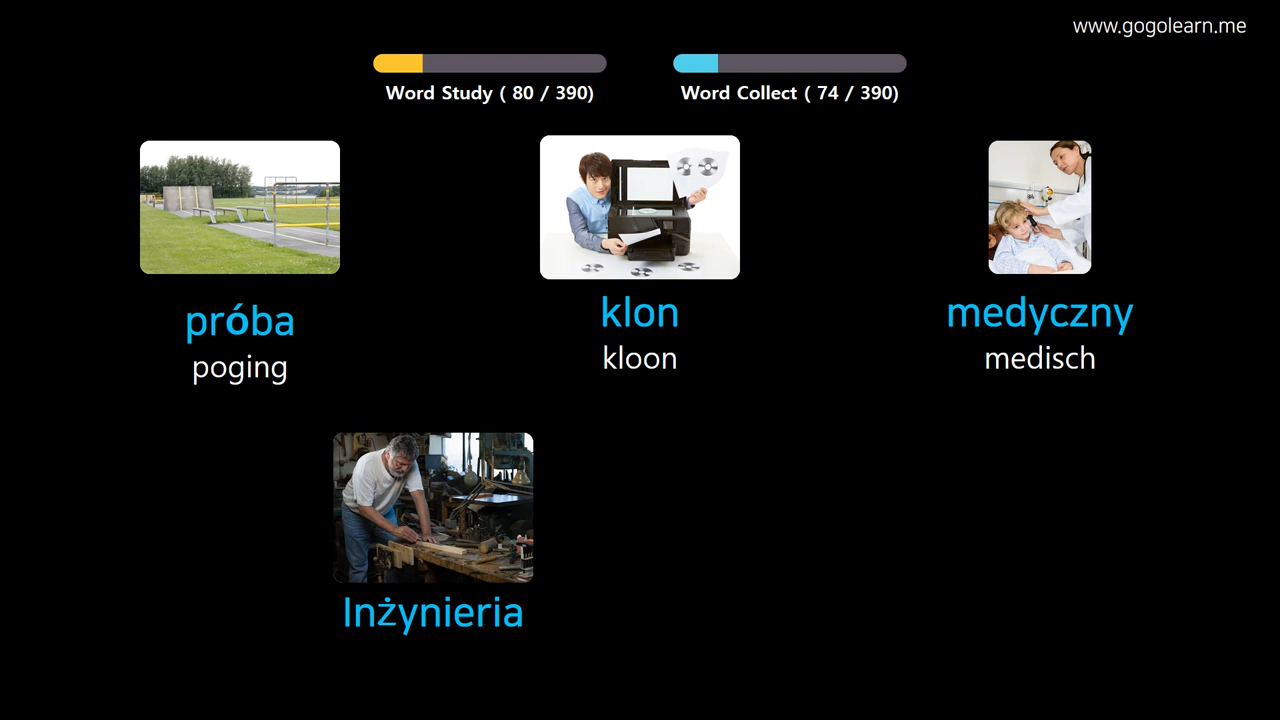 www.gogolearn.me
Word Study ( 80 / 390)
Word Collect ( 74 / 390)
próba
poging
klon
kloon
medyczny
medisch
Inżynieria